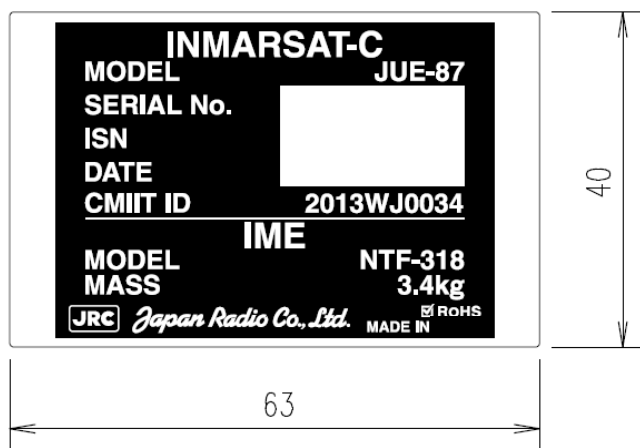 INMARSAT-C
MODEL JUE-87
SERIAL No.
ISN
DATE
CMIIT ID 2013WJ0034
IME
MODEL NTF-318
MASS 3.4kg
JRC Japan Radio Co., Ltd. MADE IN
☑ RoHS
40
63